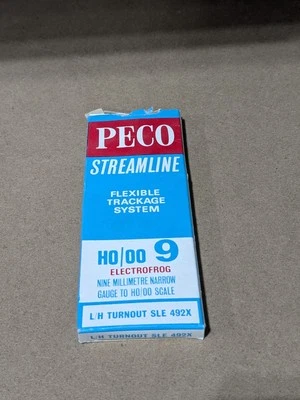 PECO
STREAMLINE
FLEXIBLE
TRACKAGE
SYSTEM
HO/OO 9
ELECTROFROG
NINE MILLIMETRE NARROW
GAUGE TO HO/OO SCALE
L/H TURNOUT SLE 492X
L/H TURNOUT SLE 492X